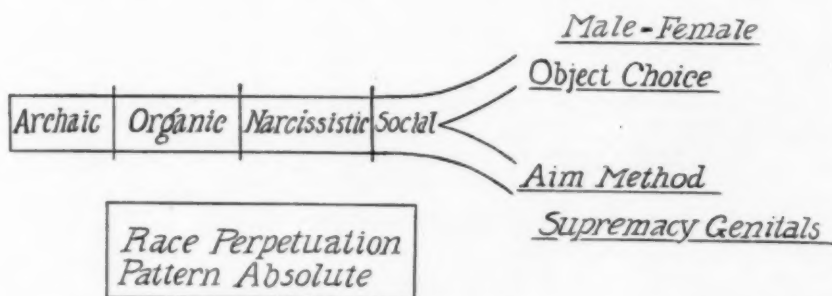 Male-Female
Object Choice
Archaic Organic Narcissistic Social
Aim Method
Supremacy Genitals
Race Perpetuation
Pattern Absolute